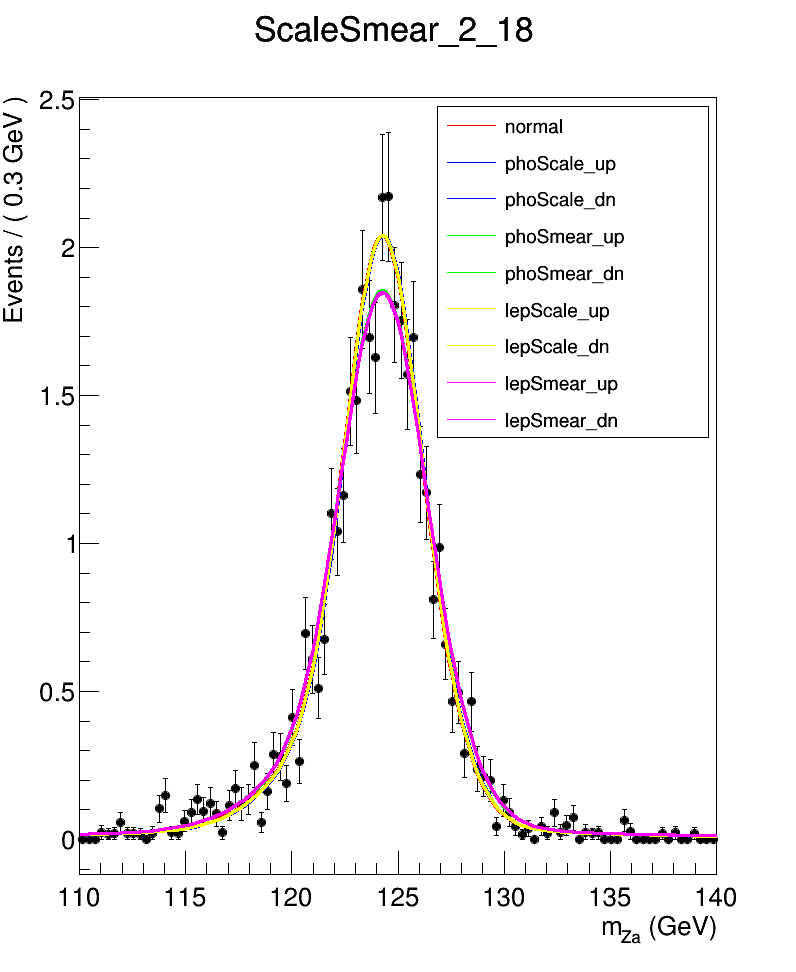 ScaleSmear_2_18
Events / ( 0.3 GeV )
2.5
2
1.5
1
0.5
0
normal
phoScale_up
phoScale_dn
phoSmear_up
phoSmear_dn
lepScale_up
lepScale_dn
lepSmear_up
lepSmear_dn
110 115 120 125 130 135 140
m_Za (GeV)